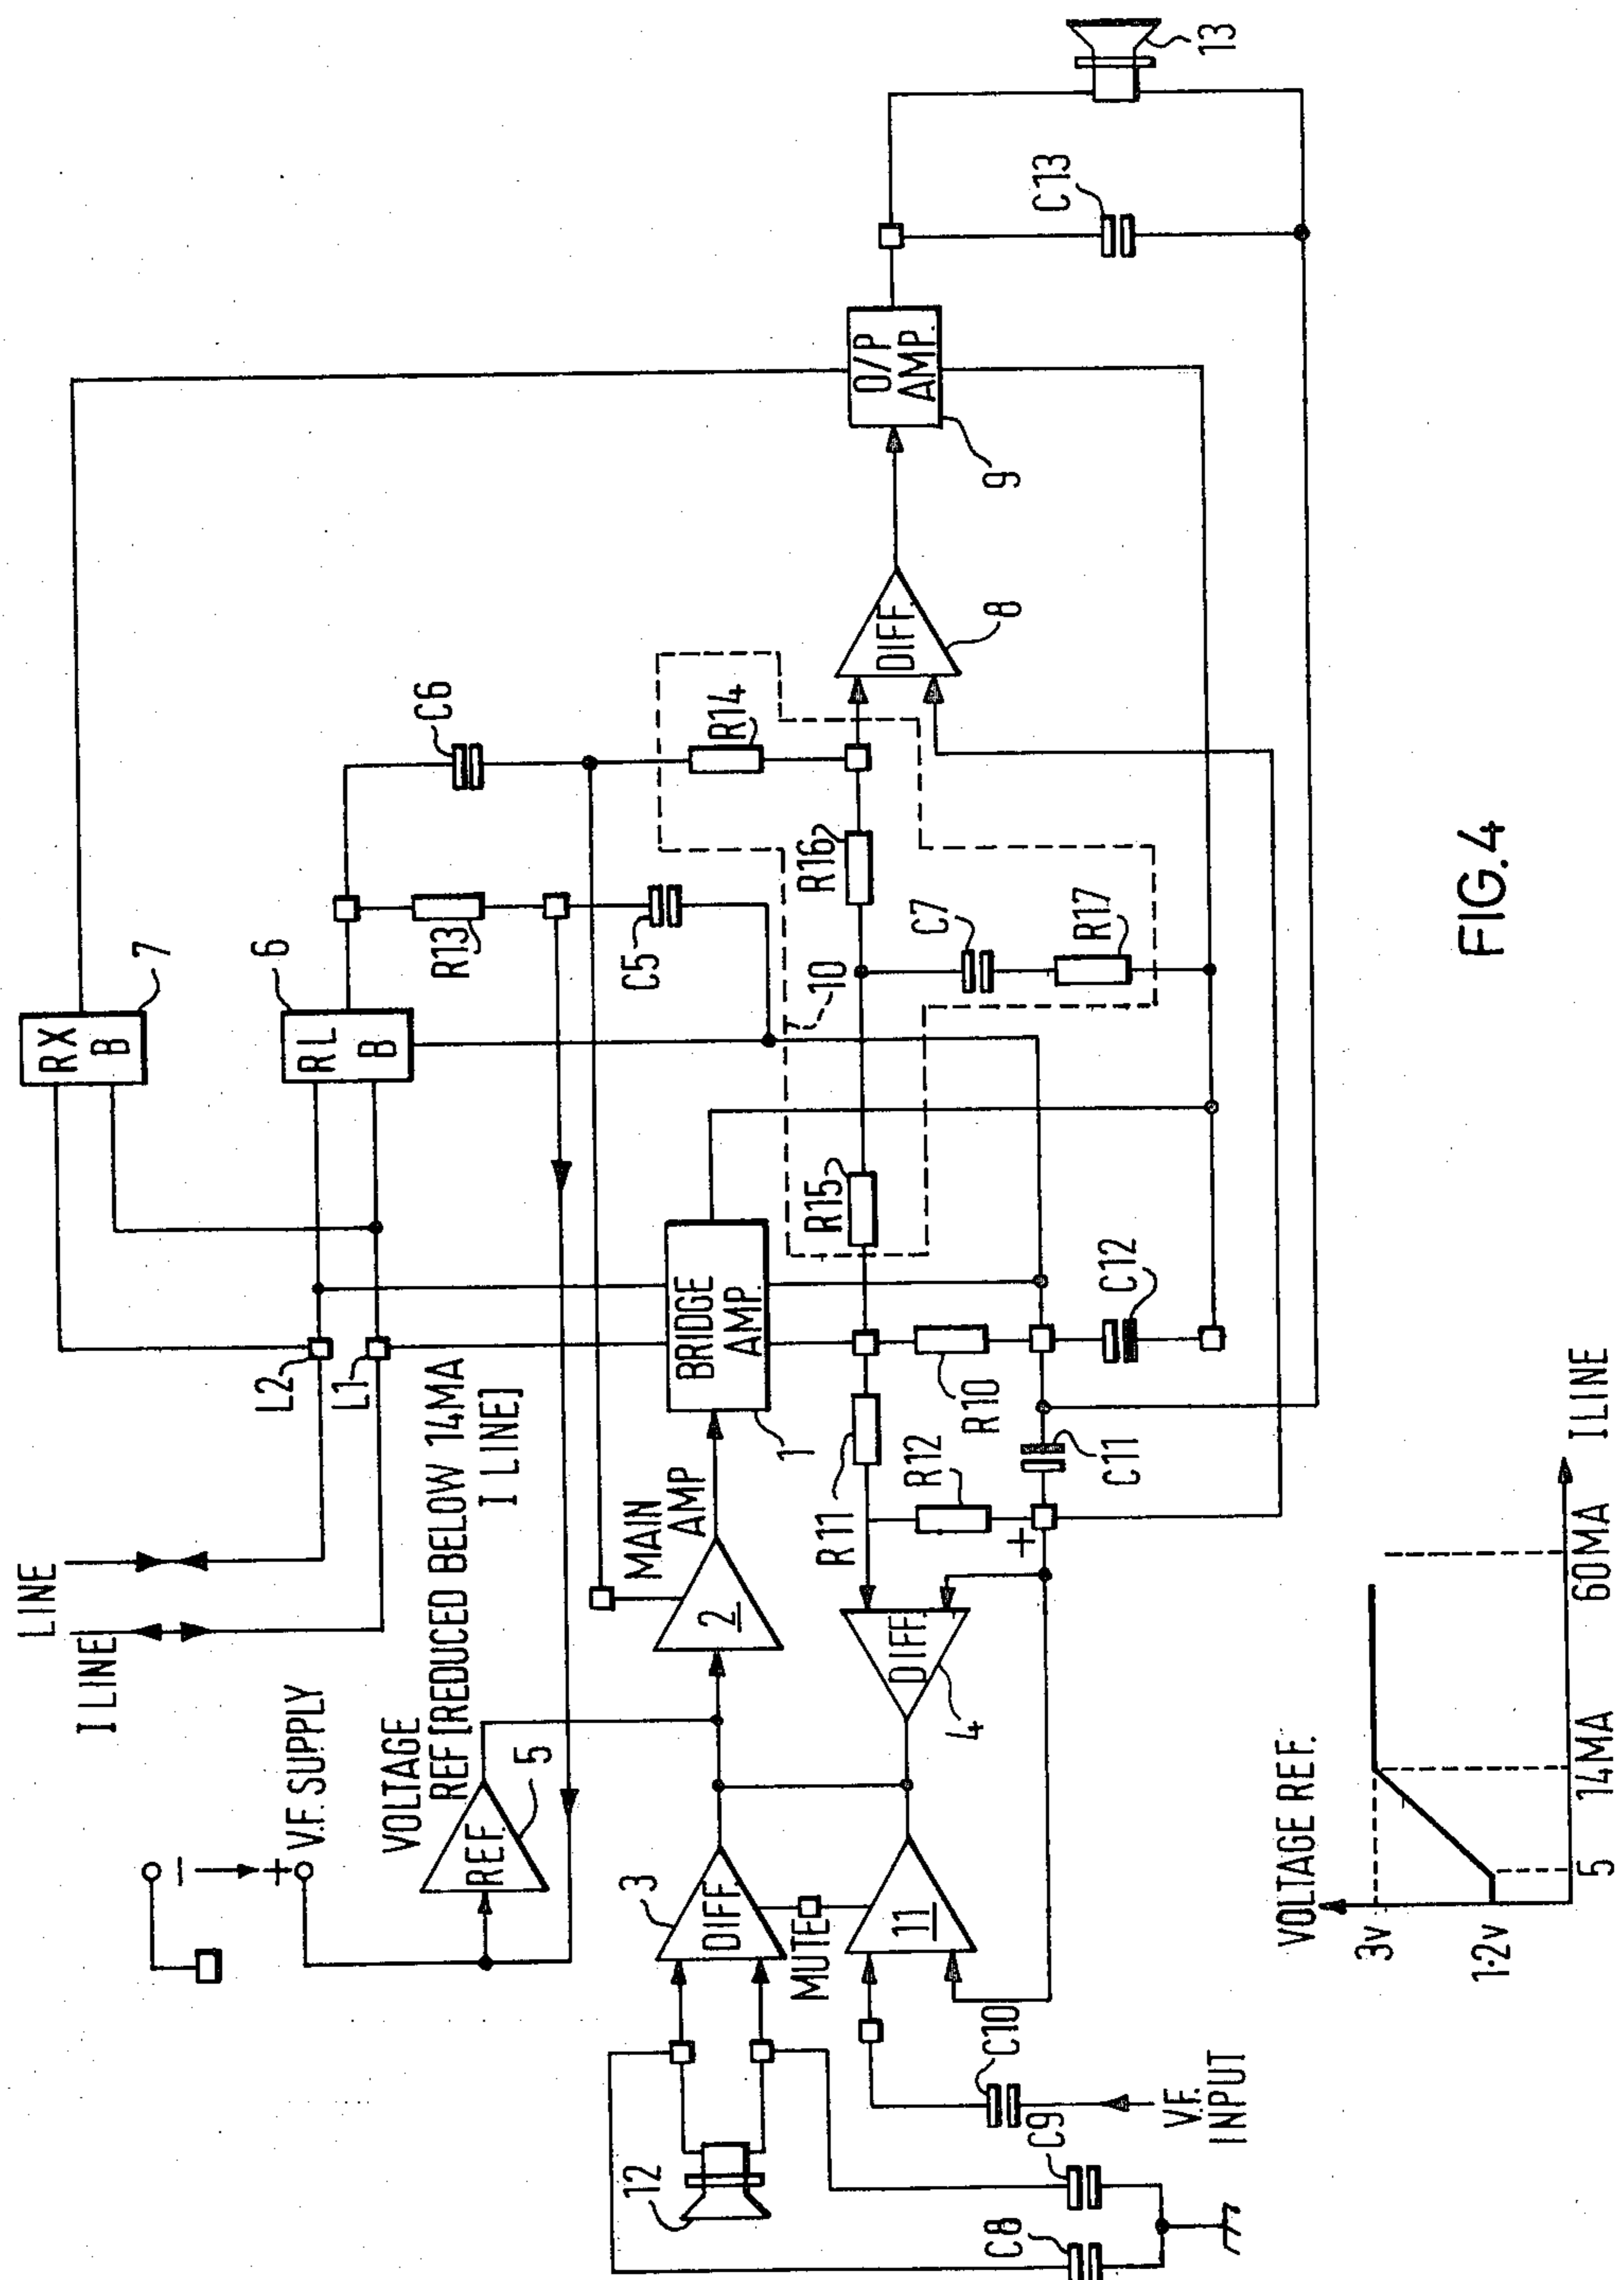 LINE
I LINE
V.F. SUPPLY
−
+
VOLTAGE
REF [REDUCED BELOW 14MA
I LINE]
REF.
5
L2
L1
RX
B
7
RL
B
6
R13
C5
C6
MAIN
AMP
2
BRIDGE
AMP.
1
R14
R15
R16
10
C7
R17
DIFF.
8
O/P
AMP.
9
C13
13
12
DIFF.
3
MUTE
11
DIFF.
4
R11
R12
R10
+
C11
C12
C8
C9
C10
V.F.
INPUT
VOLTAGE REF.
3v
1·2v
5
14MA
60MA
I LINE
FIG.4